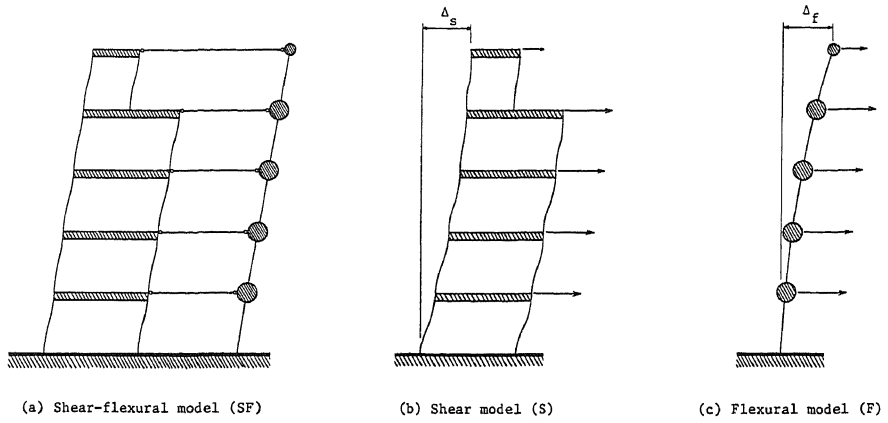 Δs
Δf
(a) Shear-flexural model (SF)
(b) Shear model (S)
(c) Flexural model (F)